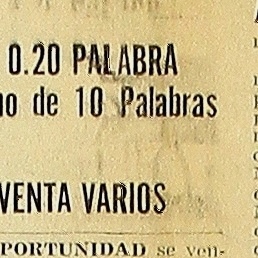 0.20 PALABRA
no de 10 Palabras
VENTA VARIOS
PORTUNIDAD se ven-